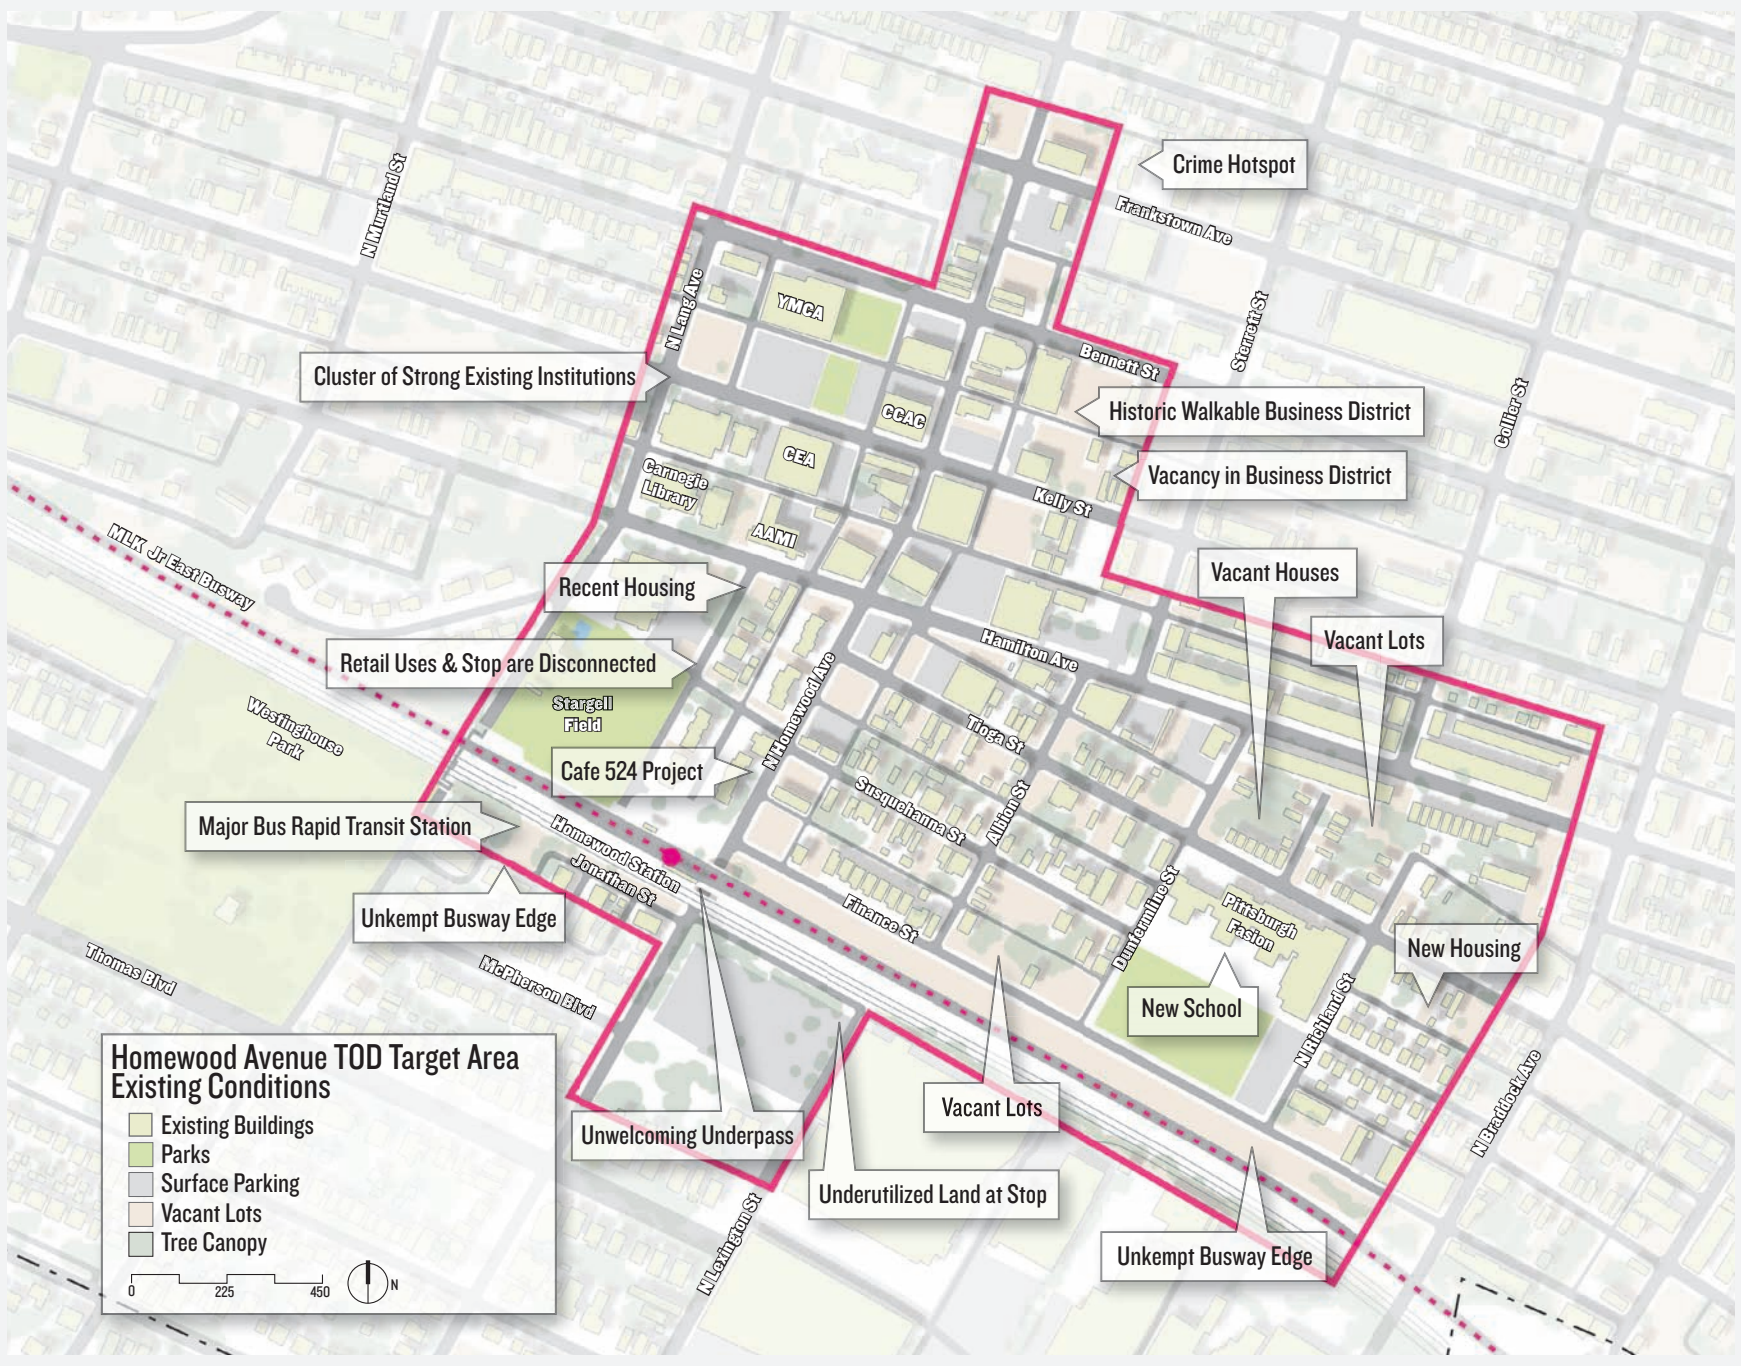 Crime Hotspot
N Murtland St
Frankstown Ave
N Lang Ave
YMCA
Sterrett St
Bennett St
Cluster of Strong Existing Institutions
Collier St
CCAC
Historic Walkable Business District
CEA
Carnegie
Library
Vacancy in Business District
Kelly St
AAMI
MLK Jr East Busway
Recent Housing
Vacant Houses
Hamilton Ave
Vacant Lots
Retail Uses & Stop are Disconnected
Stargell
Field
N Homewood Ave
Westinghouse
Park
Tioga St
Cafe 524 Project
Susquehanna St
Albion St
Major Bus Rapid Transit Station
Homewood Station
Jonathan St
Unkempt Busway Edge
Finance St
Dunfermline St
Pittsburgh
Fasion
New Housing
Thomas Blvd
McPherson Blvd
New School
N Richland St
N Braddock Ave
Vacant Lots
Unwelcoming Underpass
Underutilized Land at Stop
N Lexington St
Unkempt Busway Edge
Homewood Avenue TOD Target Area
Existing Conditions
Existing Buildings
Parks
Surface Parking
Vacant Lots
Tree Canopy
0 225 450 N